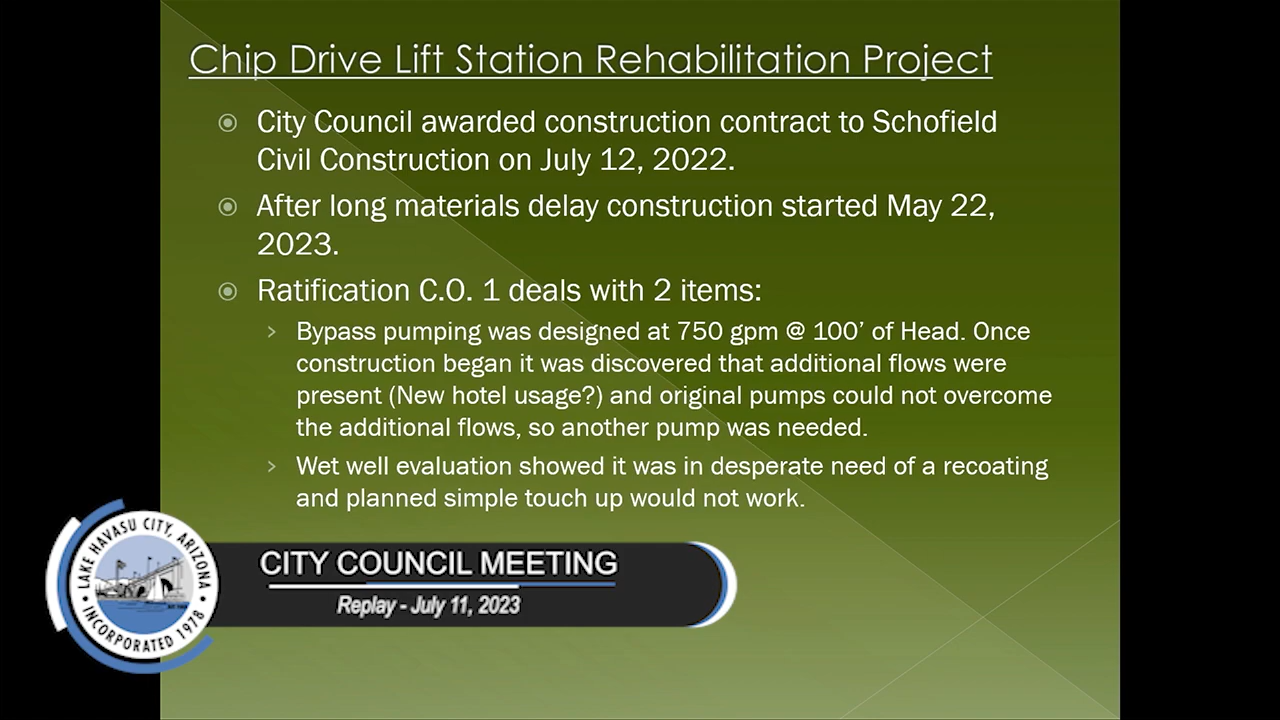 Chip Drive Lift Station Rehabilitation Project
City Council awarded construction contract to Schofield
Civil Construction on July 12, 2022.
After long materials delay construction started May 22,
2023.
Ratification C.O. 1 deals with 2 items:
Bypass pumping was designed at 750 gpm @ 100’ of Head. Once
construction began it was discovered that additional flows were
present (New hotel usage?) and original pumps could not overcome
the additional flows, so another pump was needed.
Wet well evaluation showed it was in desperate need of a recoating
and planned simple touch up would not work.
LAKE HAVASU CITY, ARIZONA
INCORPORATED 1978
CITY COUNCIL MEETING
Replay - July 11, 2023